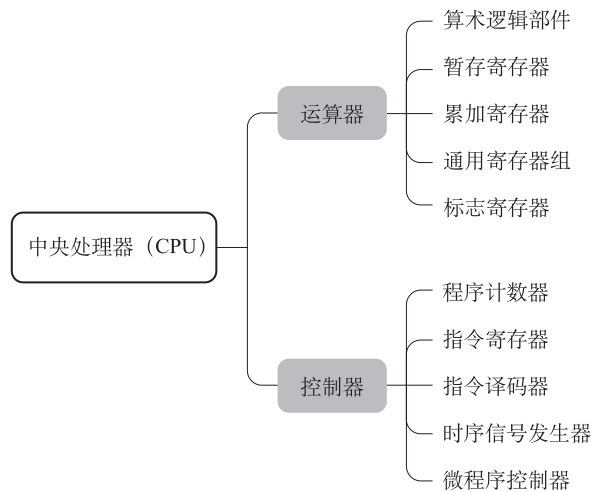 中央处理器（CPU）
运算器
算术逻辑部件
暂存寄存器
累加寄存器
通用寄存器组
标志寄存器
控制器
程序计数器
指令寄存器
指令译码器
时序信号发生器
微程序控制器